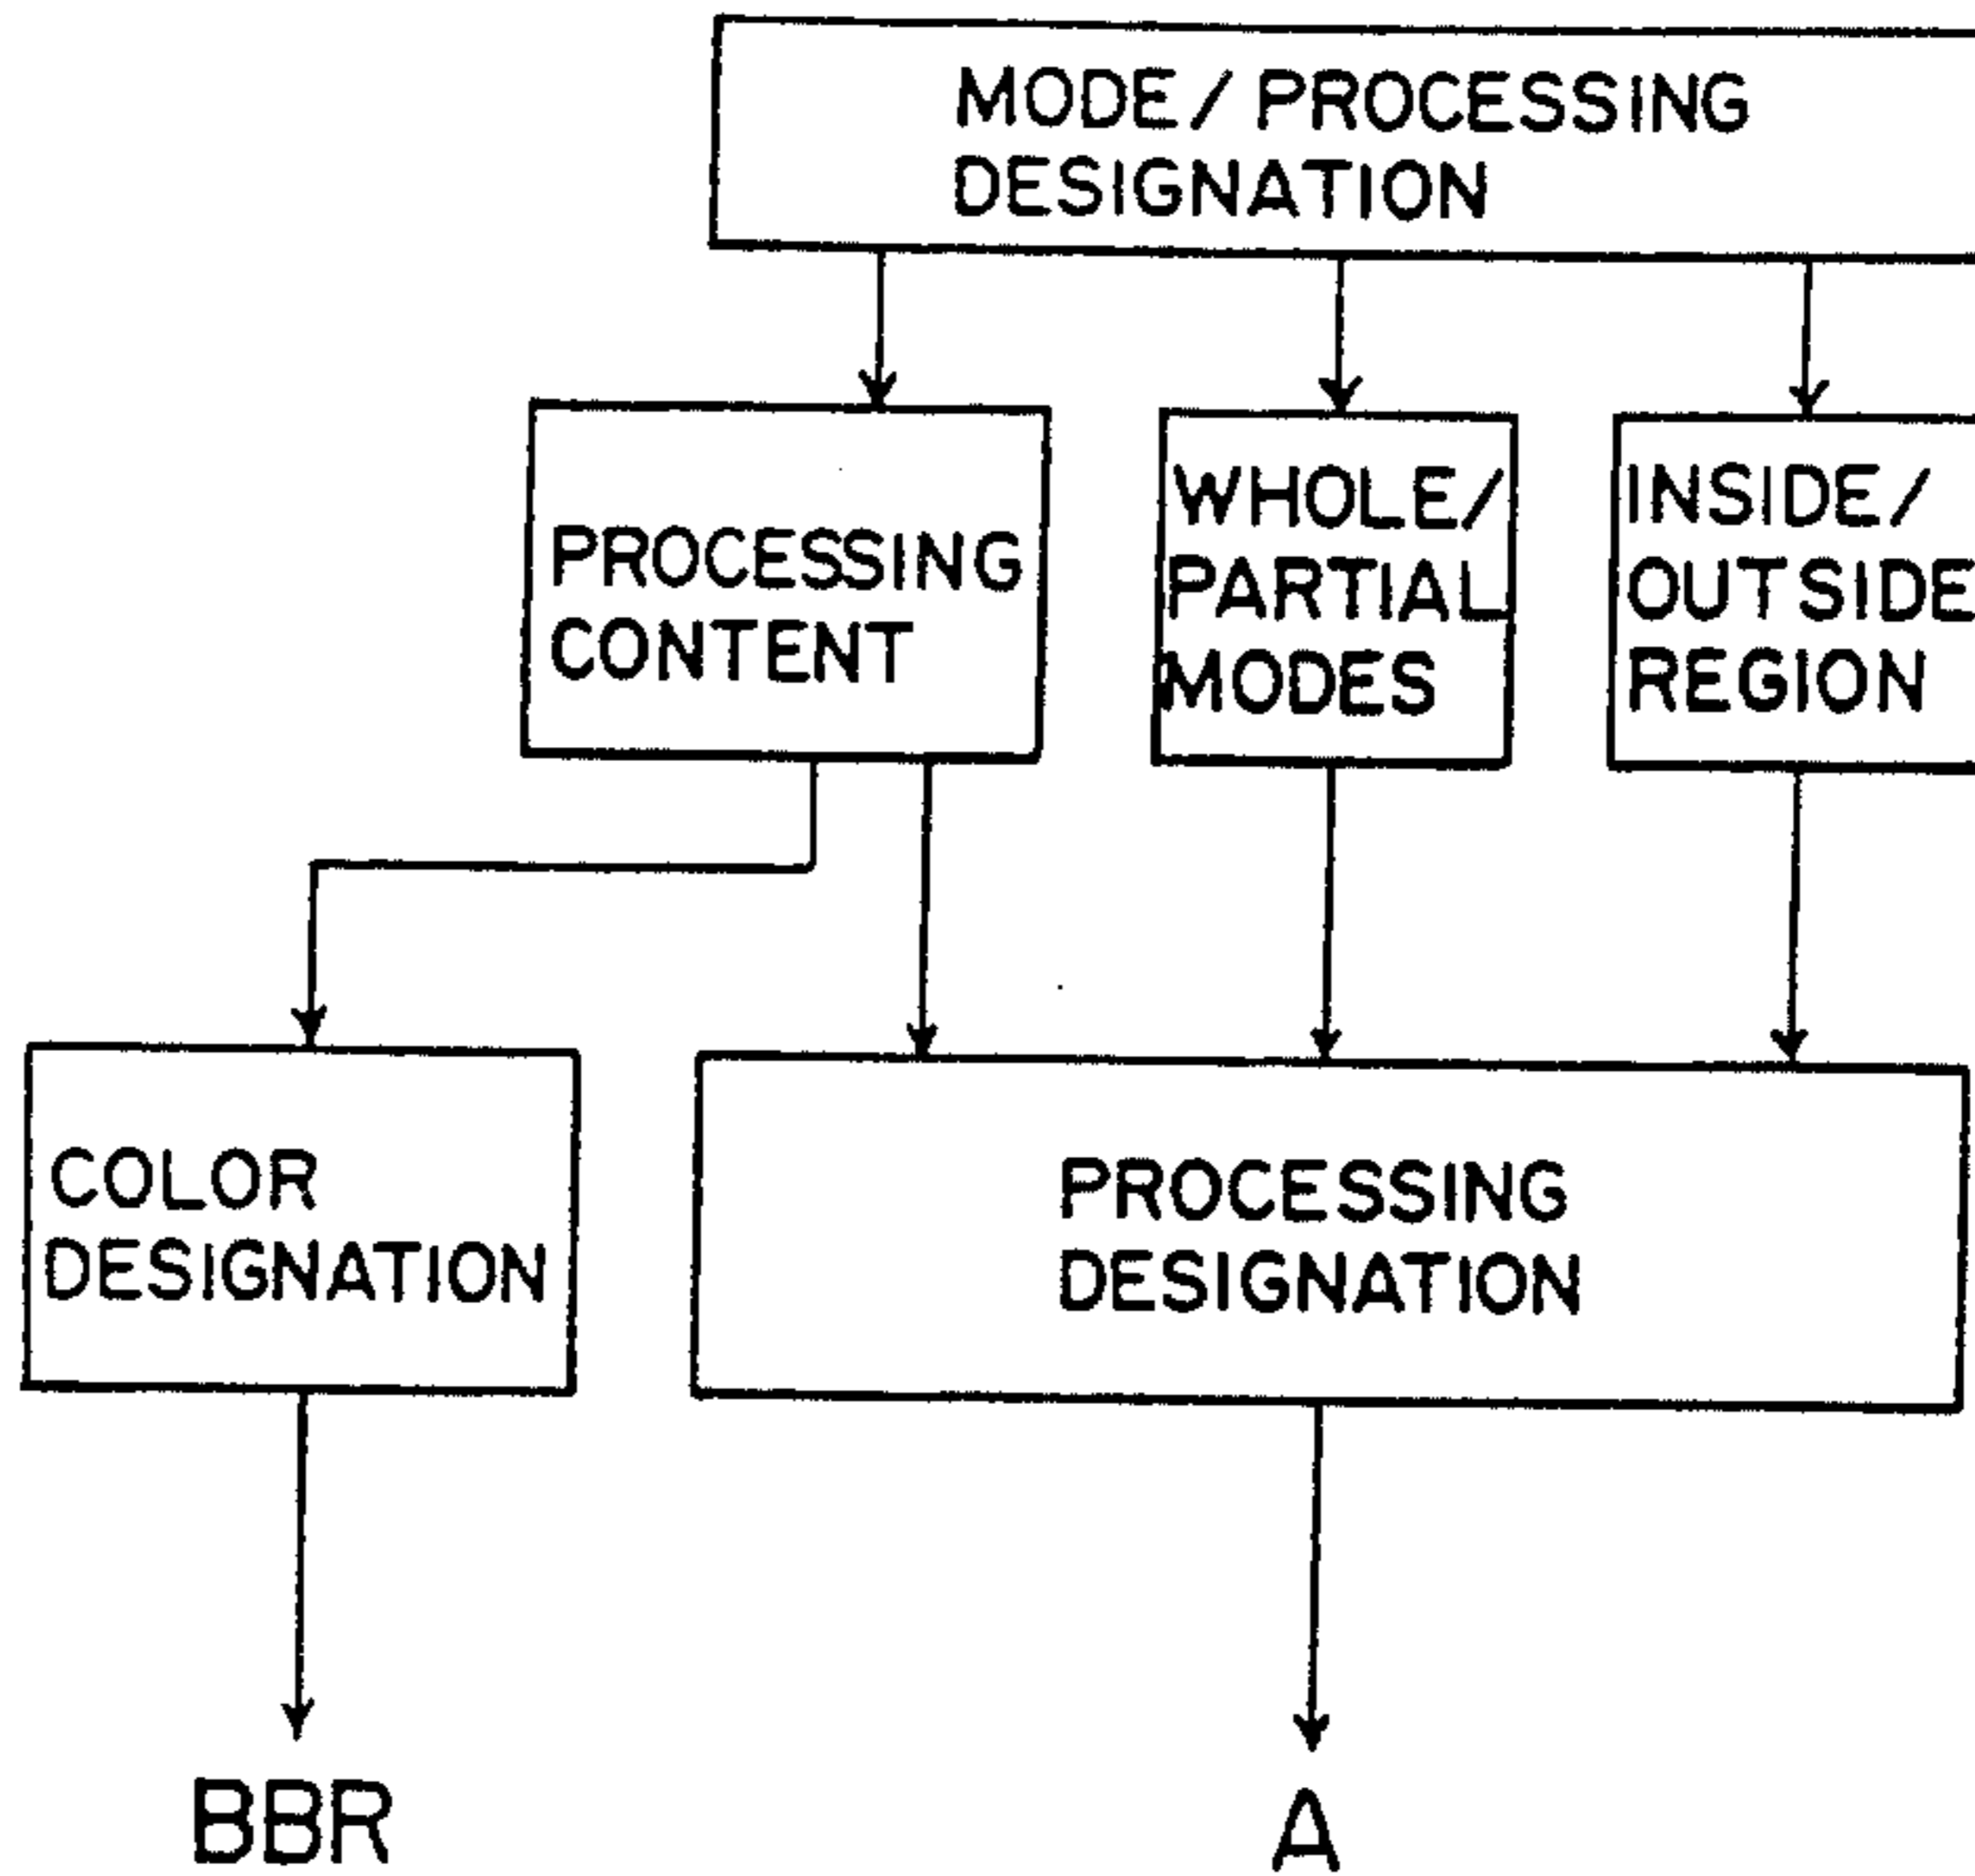 MODE/PROCESSING
DESIGNATION
PROCESSING
CONTENT
WHOLE/
PARTIAL
MODES
INSIDE/
OUTSIDE
REGION
COLOR
DESIGNATION
PROCESSING
DESIGNATION
BBR
A